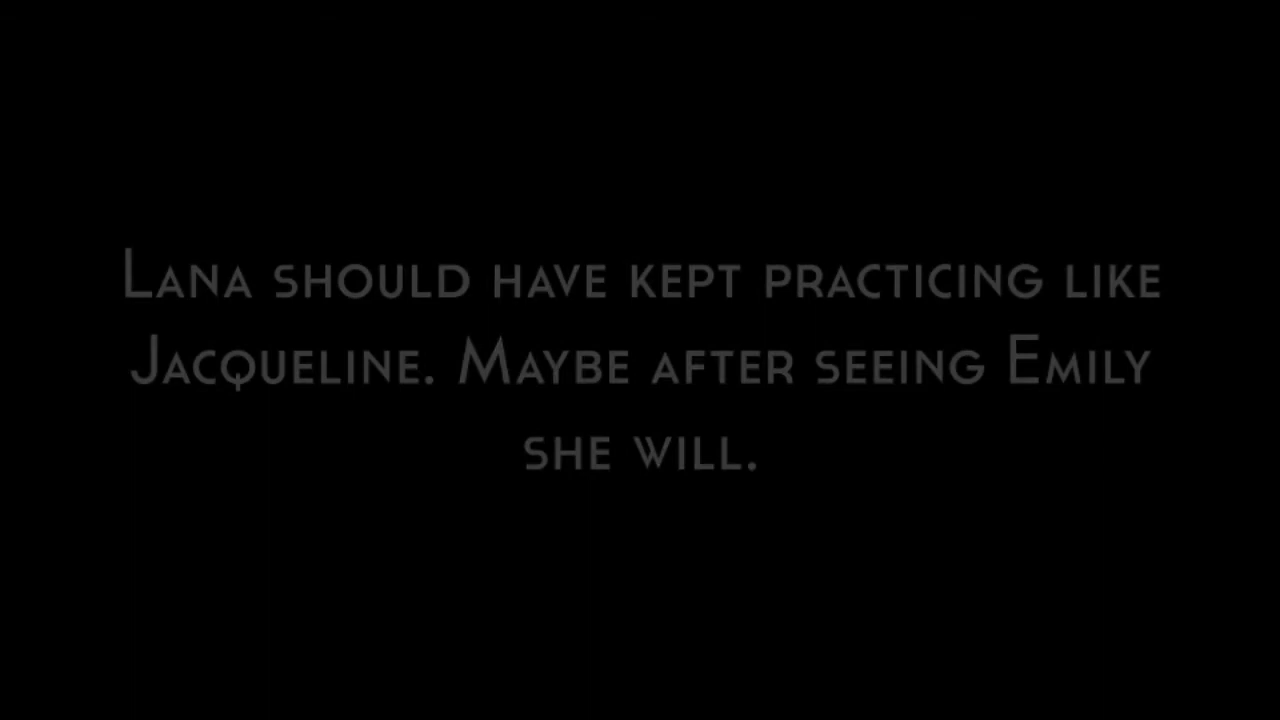 Lana should have kept practicing like
Jacqueline. Maybe after seeing Emily
she will.